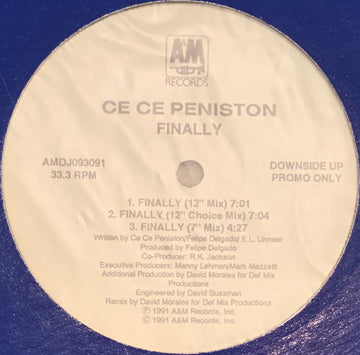 A&M
RECORDS
CE CE PENISTON
FINALLY
AMDJ093091
33.3 RPM
DOWNSIDE UP
PROMO ONLY
1. FINALLY (12" Mix) 7:01
2. FINALLY (12" Choice Mix) 7:04
3. FINALLY (7" Mix) 4:27
Written by Ce Ce Peniston/Felipe Delgado/ E.L. Linnear
Produced by Felipe Delgado
Co-Producer: R.K. Jackson
Executive Producers: Manny Lehman/Mark Mazzetti
Additional Production by David Morales for Def Mix
Productions
Engineered by David Sussman
Remix by David Morales for Def Mix Productions
℗ 1991 A&M Records, Inc.
© 1991 A&M Records, Inc.